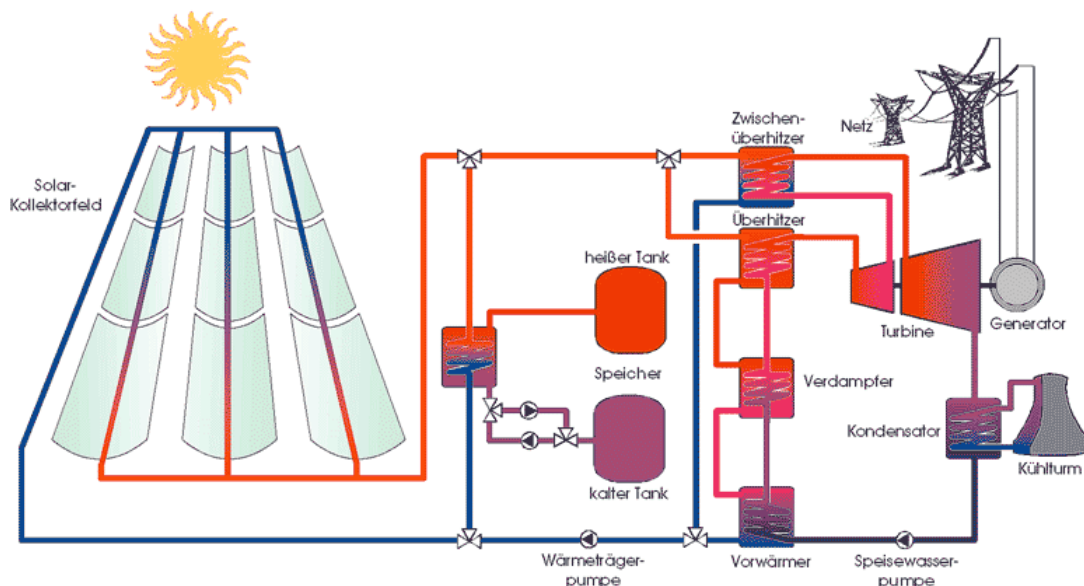 Zwischen-
überhitzer
Netz
Solar-
Kollektorfeld
Überhitzer
heißer Tank
Turbine
Generator
Speicher
Verdampfer
Kondensator
Kühlturm
kalter Tank
Wärmeträger-
pumpe
Vorwärmer
Speisewasser-
pumpe